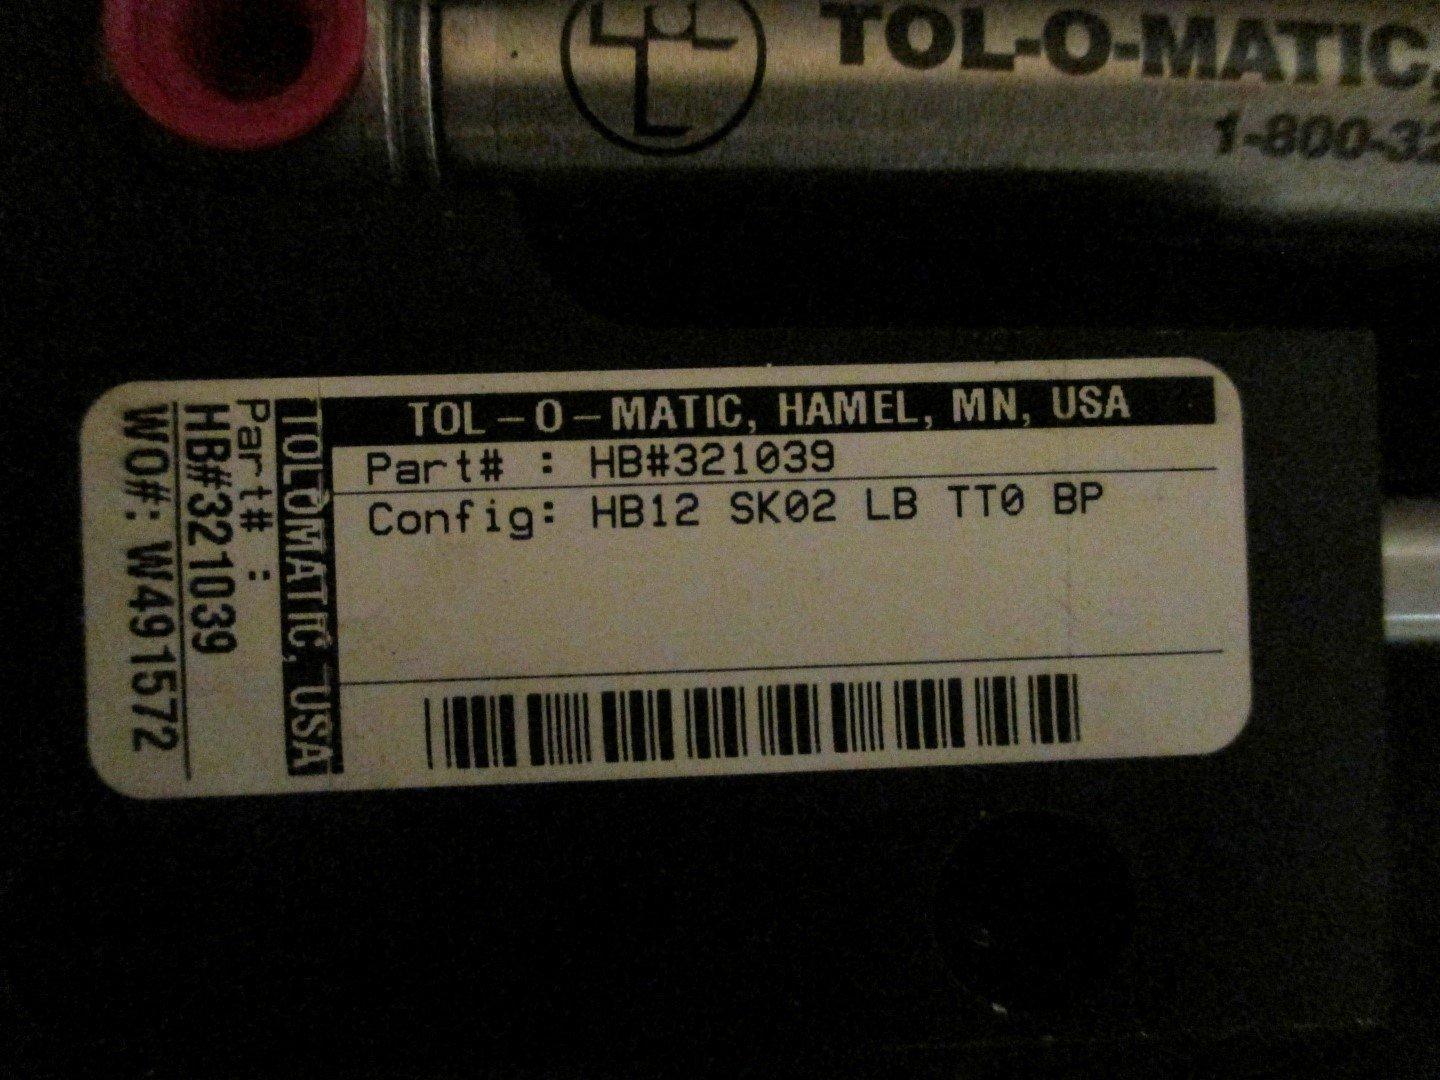 TOL-O-MATIC,
1-800-32
TOL-O-MATIC, HAMEL, MN, USA
Part# : HB#321039
Config: HB12 SK02 LB TT0 BP
TOLOMATIC, USA
Part# :
HB#321039
WO#: W491572